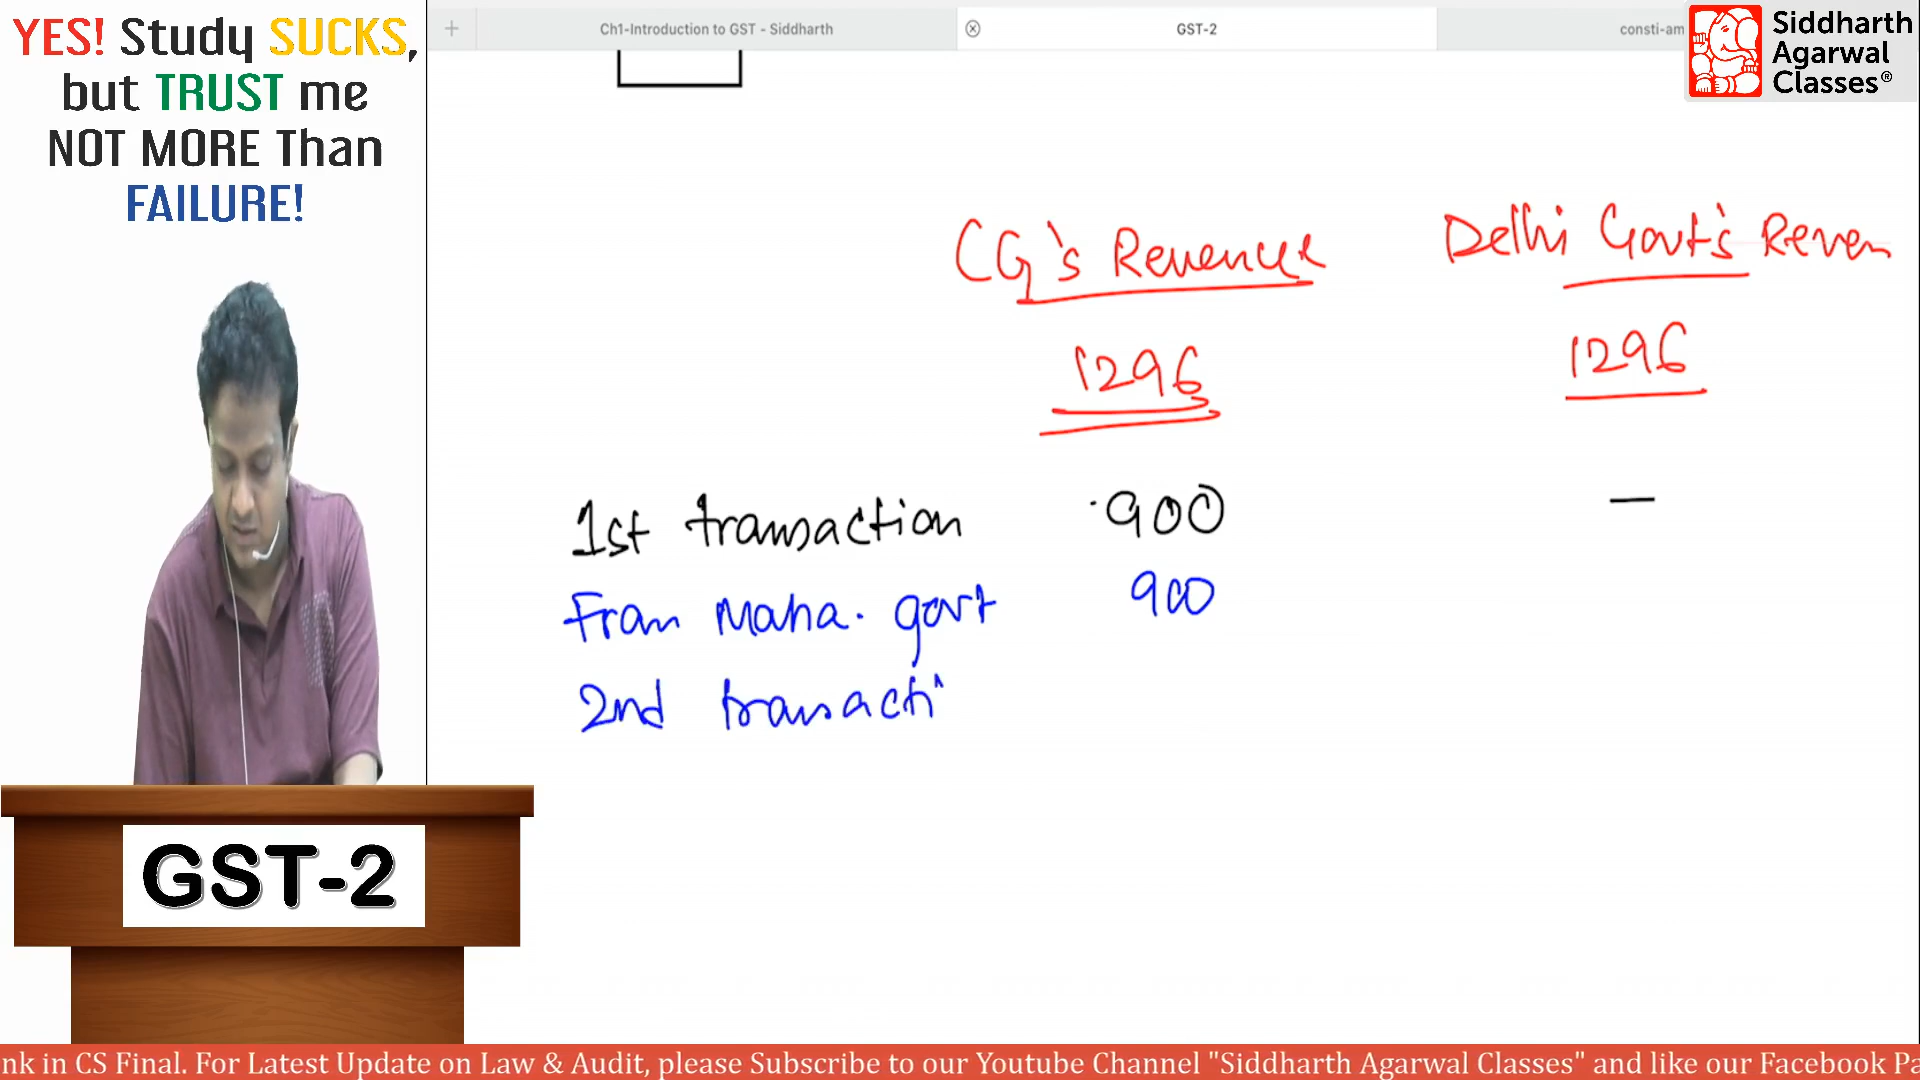 YES! Study SUCKS,
but TRUST me
NOT MORE Than
FAILURE!
Ch1-Introduction to GST - Siddharth
GST-2
consti-am
Siddharth
Agarwal
Classes®
CG's Revenue
Delhi Govt's Reven
1296
1296
1st transaction 900 —
From Maha. govt 900
2nd transacti
GST-2
nk in CS Final. For Latest Update on Law & Audit, please Subscribe to our Youtube Channel "Siddharth Agarwal Classes" and like our Facebook Pa